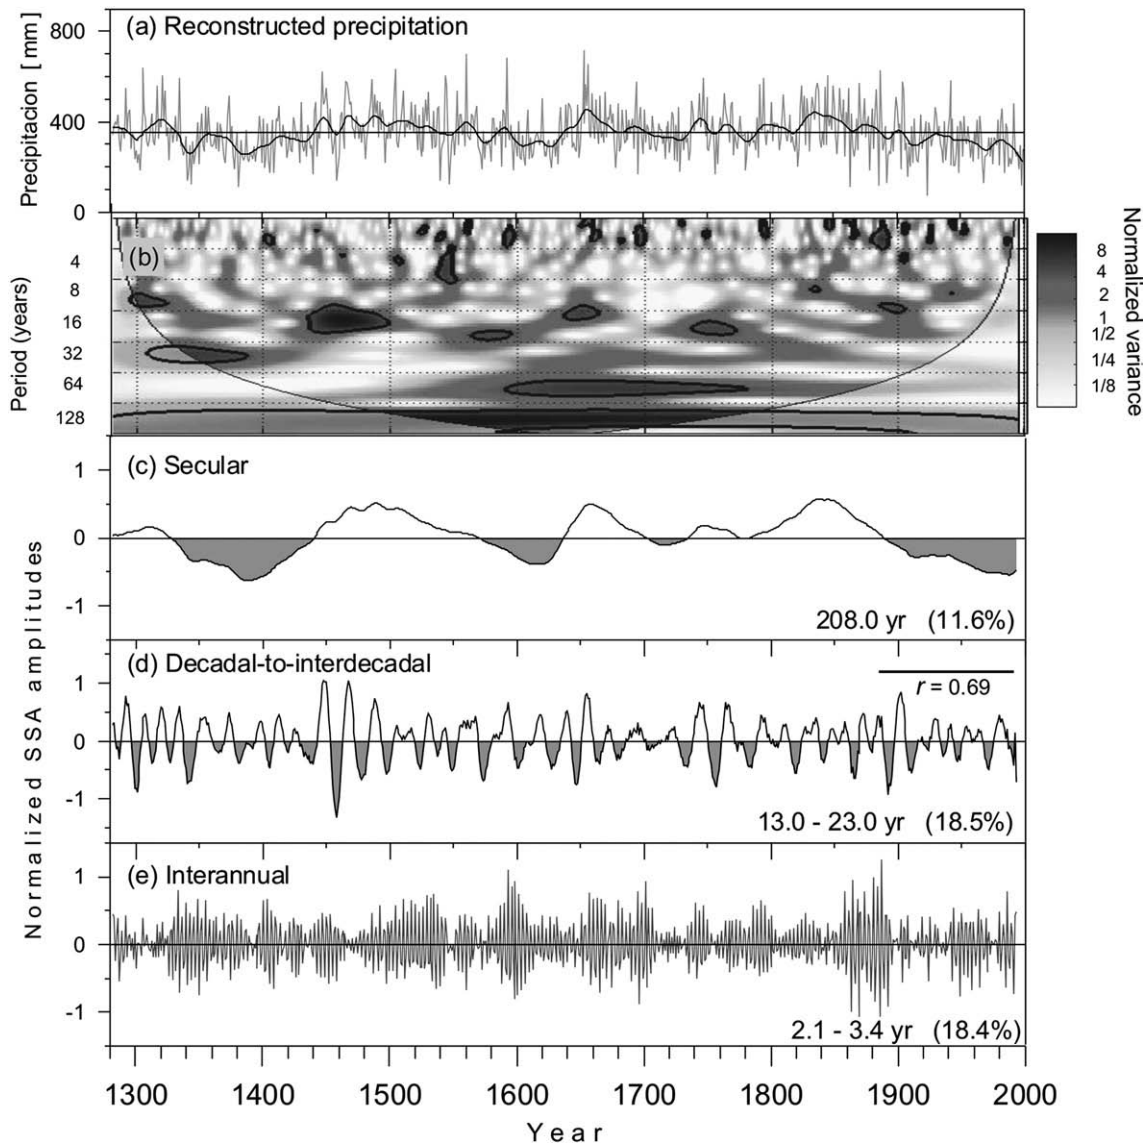 (a) Reconstructed precipitation
Precipitaion [mm]
800
400
0
(b)
Period (years)
4
8
16
32
64
128
Normalized variance
8
4
2
1
1/2
1/4
1/8
Normalized SSA amplitudes
(c) Secular
1
0
-1
208.0 yr (11.6%)
(d) Decadal-to-interdecadal
r = 0.69
1
0
-1
13.0 - 23.0 yr (18.5%)
(e) Interannual
1
0
-1
2.1 - 3.4 yr (18.4%)
1300 1400 1500 1600 1700 1800 1900 2000
Year